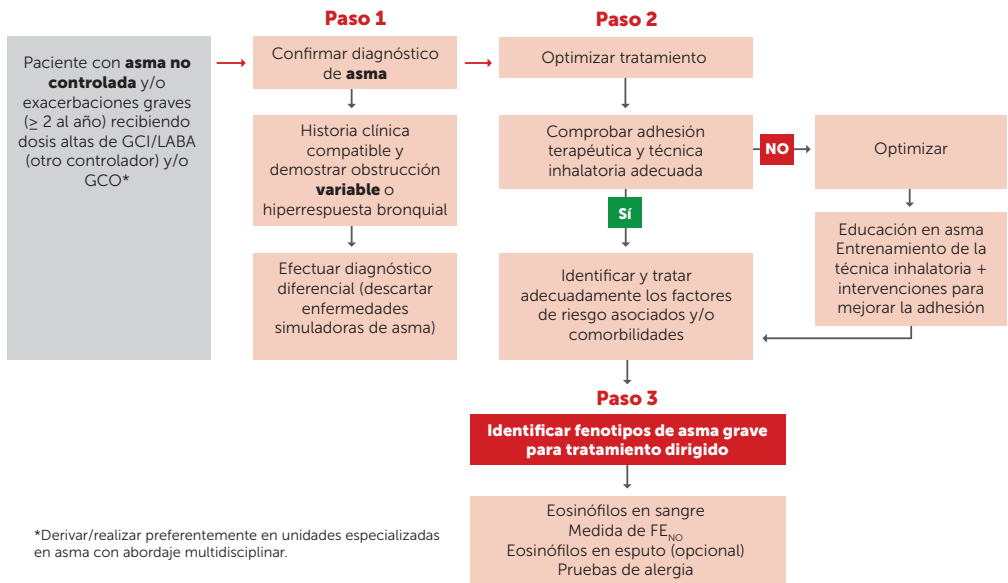 Paso 1
Paso 2
Paciente con asma no
controlada y/o
exacerbaciones graves
(≥ 2 al año) recibiendo
dosis altas de GCI/LABA
(otro controlador) y/o
GCO*
Confirmar diagnóstico
de asma
Historia clínica
compatible y
demostrar obstrucción
variable o
hiperrespuesta bronquial
Efectuar diagnóstico
diferencial (descartar
enfermedades
simuladoras de asma)
Optimizar tratamiento
Comprobar adhesión
terapéutica y técnica
inhalatoria adecuada
NO
Optimizar
Sí
Educación en asma
Entrenamiento de la
técnica inhalatoria +
intervenciones para
mejorar la adhesión
Identificar y tratar
adecuadamente los factores
de riesgo asociados y/o
comorbilidades
Paso 3
Identificar fenotipos de asma grave
para tratamiento dirigido
Eosinófilos en sangre
Medida de FENO
Eosinófilos en esputo (opcional)
Pruebas de alergia
*Derivar/realizar preferentemente en unidades especializadas
en asma con abordaje multidisciplinar.